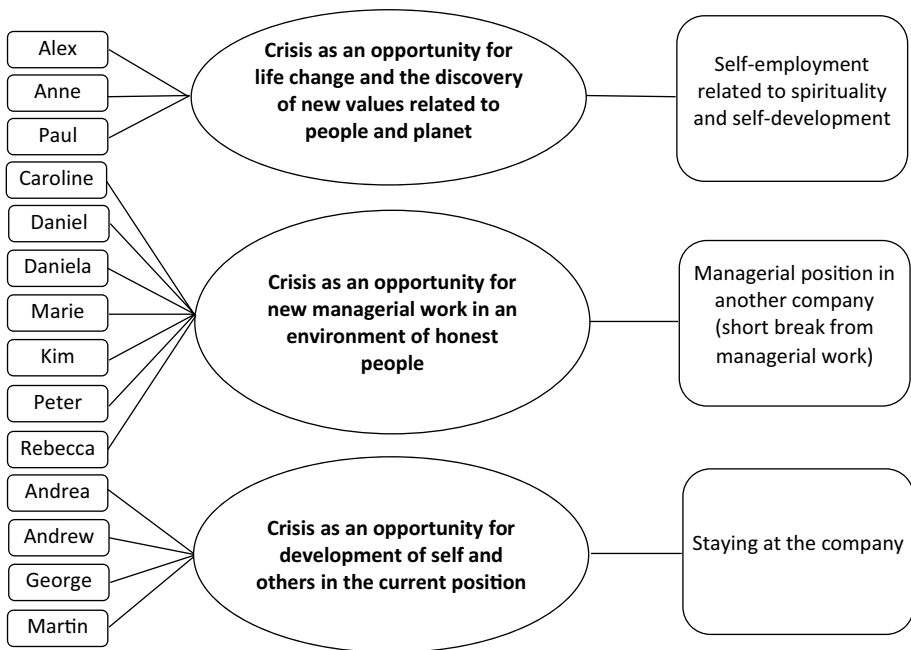 Alex
Anne
Paul
Caroline
Daniel
Daniela
Marie
Kim
Peter
Rebecca
Andrea
Andrew
George
Martin
Crisis as an opportunity for
life change and the discovery
of new values related to
people and planet
Crisis as an opportunity for
new managerial work in an
environment of honest
people
Crisis as an opportunity for
development of self and
others in the current position
Self-employment
related to spirituality
and self-development
Managerial position in
another company
(short break from
managerial work)
Staying at the company